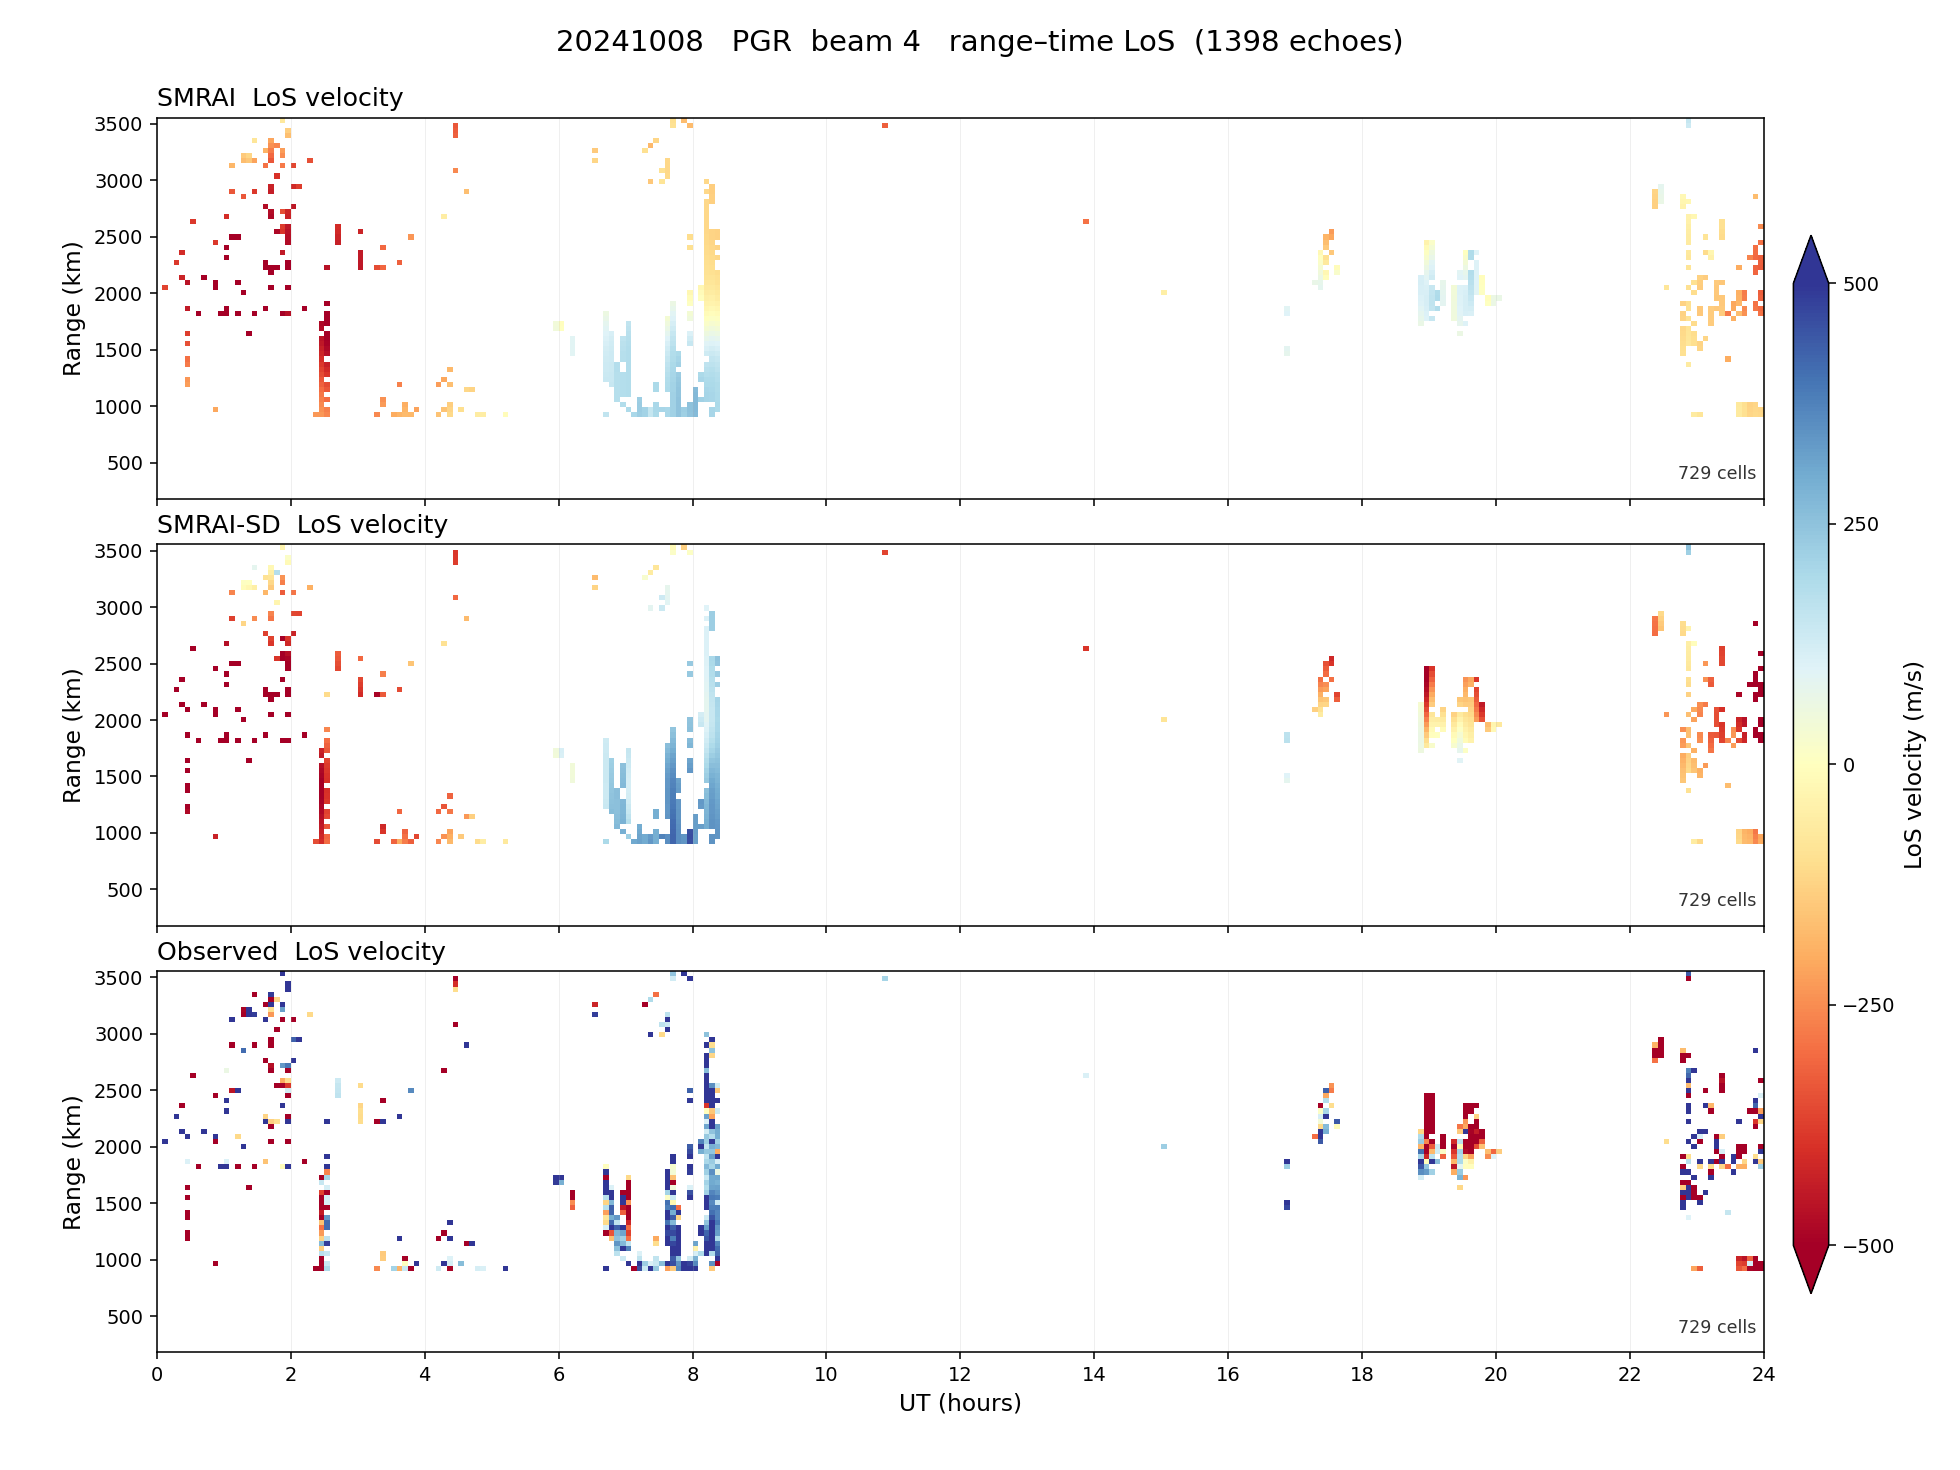 20241008   PGR  beam 4   range–time LoS  (1398 echoes)
SMRAI  LoS velocity
3500
3000
2500
2000
1500
1000
500
Range (km)
729 cells
SMRAI-SD  LoS velocity
3500
3000
2500
2000
1500
1000
500
Range (km)
729 cells
Observed  LoS velocity
3500
3000
2500
2000
1500
1000
500
Range (km)
729 cells
0 2 4 6 8 10 12 14 16 18 20 22 24
UT (hours)
500
250
0
−250
−500
LoS velocity (m/s)